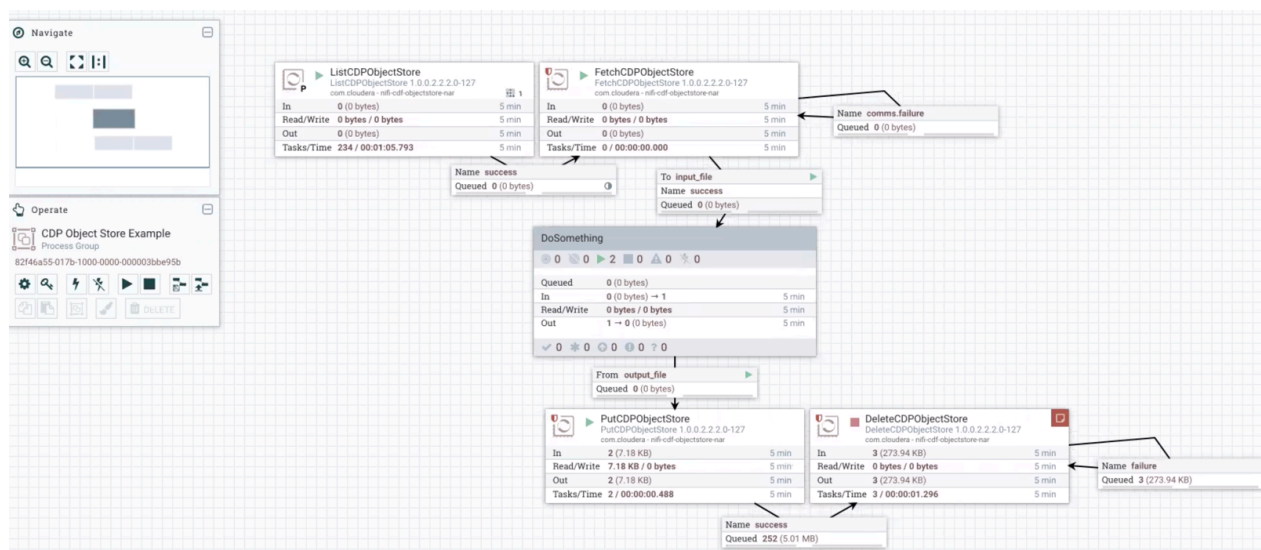 Navigate
Operate
CDP Object Store Example
Process Group
82f46a55-017b-1000-0000-000003bbe95b
DELETE
ListCDPObjectStore
ListCDPObjectStore 1.0.0.2.2.2.0-127
com.cloudera - nifi-cdf-objectstore-nar
P
1
In 0 (0 bytes) 5 min
Read/Write 0 bytes / 0 bytes 5 min
Out 0 (0 bytes) 5 min
Tasks/Time 234 / 00:01:05.793 5 min
FetchCDPObjectStore
FetchCDPObjectStore 1.0.0.2.2.2.0-127
com.cloudera - nifi-cdf-objectstore-nar
In 0 (0 bytes) 5 min
Read/Write 0 bytes / 0 bytes 5 min
Out 0 (0 bytes) 5 min
Tasks/Time 0 / 00:00:00.000 5 min
Name comms.failure
Queued 0 (0 bytes)
Name success
Queued 0 (0 bytes)
To input_file
Name success
Queued 0 (0 bytes)
DoSomething
0 0 2 0 0 0
Queued 0 (0 bytes)
In 0 (0 bytes) → 1 5 min
Read/Write 0 bytes / 0 bytes 5 min
Out 1 → 0 (0 bytes) 5 min
0 0 0 0 ? 0
From output_file
Queued 0 (0 bytes)
PutCDPObjectStore
PutCDPObjectStore 1.0.0.2.2.2.0-127
com.cloudera - nifi-cdf-objectstore-nar
In 2 (7.18 KB) 5 min
Read/Write 7.18 KB / 0 bytes 5 min
Out 2 (7.18 KB) 5 min
Tasks/Time 2 / 00:00:00.488 5 min
DeleteCDPObjectStore
DeleteCDPObjectStore 1.0.0.2.2.2.0-127
com.cloudera - nifi-cdf-objectstore-nar
In 3 (273.94 KB) 5 min
Read/Write 0 bytes / 0 bytes 5 min
Out 3 (273.94 KB) 5 min
Tasks/Time 3 / 00:00:01.296 5 min
Name failure
Queued 3 (273.94 KB)
Name success
Queued 252 (5.01 MB)